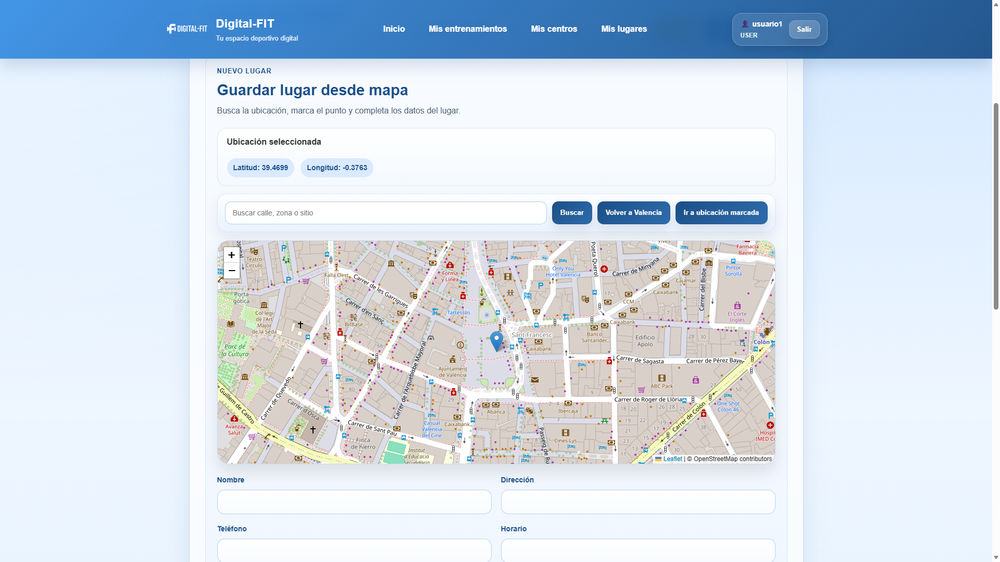 DIGITAL-FIT
Digital-FIT
Tu espacio deportivo digital
Inicio
Mis entrenamientos
Mis centros
Mis lugares
usuario1
USER
Salir
NUEVO LUGAR
Guardar lugar desde mapa
Busca la ubicación, marca el punto y completa los datos del lugar.
Ubicación seleccionada
Latitud: 39.4699
Longitud: -0.3763
Buscar calle, zona o sitio
Buscar
Volver a Valencia
Ir a ubicación marcada
+
−
Teatro
Círculo
Falla Oest
Forma
y Línea
Only You
Hotel València
Poeta Querol
Carrer de Minyana
Farmacia
Baviera
Pintor
Sorolla
Cajamar
Caixabank
Carrer del Bisbe
CCM
El Corte
Inglés
Porta
gòtica
Col·legi
de l'Art
Major
de la Seda
Carrer de les Garrigues
Carrer d'en Sanç
BitBase
Tartessos
Sant Francesc
Caixabank
Banco
Santander
Caixabank
Edificio
Apolo
Colón
Parc de
la Cultura
Carrer de l'Arquebisbe Mayoral
Ajuntament
de València
Carrer de Sagasta
Carrer de Pérez Bayer
ABC Park
Carrer de Quevedo
Carrer d'Osca
de Guillem de Castro
Carrer de Roger de Llòria
Carrer de Colón
One Shot
Colon 46
Abanca
Ibercaja
Caixabank
Casual
Valencia
del Cine
Avanza
Salut
Carrer de Sant Pau
Finca
de hierro
Institut
d'Educació
Secundària
Passeig de Ru
Cines Lys
Hospit
IMED Co
Leaflet | © OpenStreetMap contributors
Nombre
Dirección
Teléfono
Horario